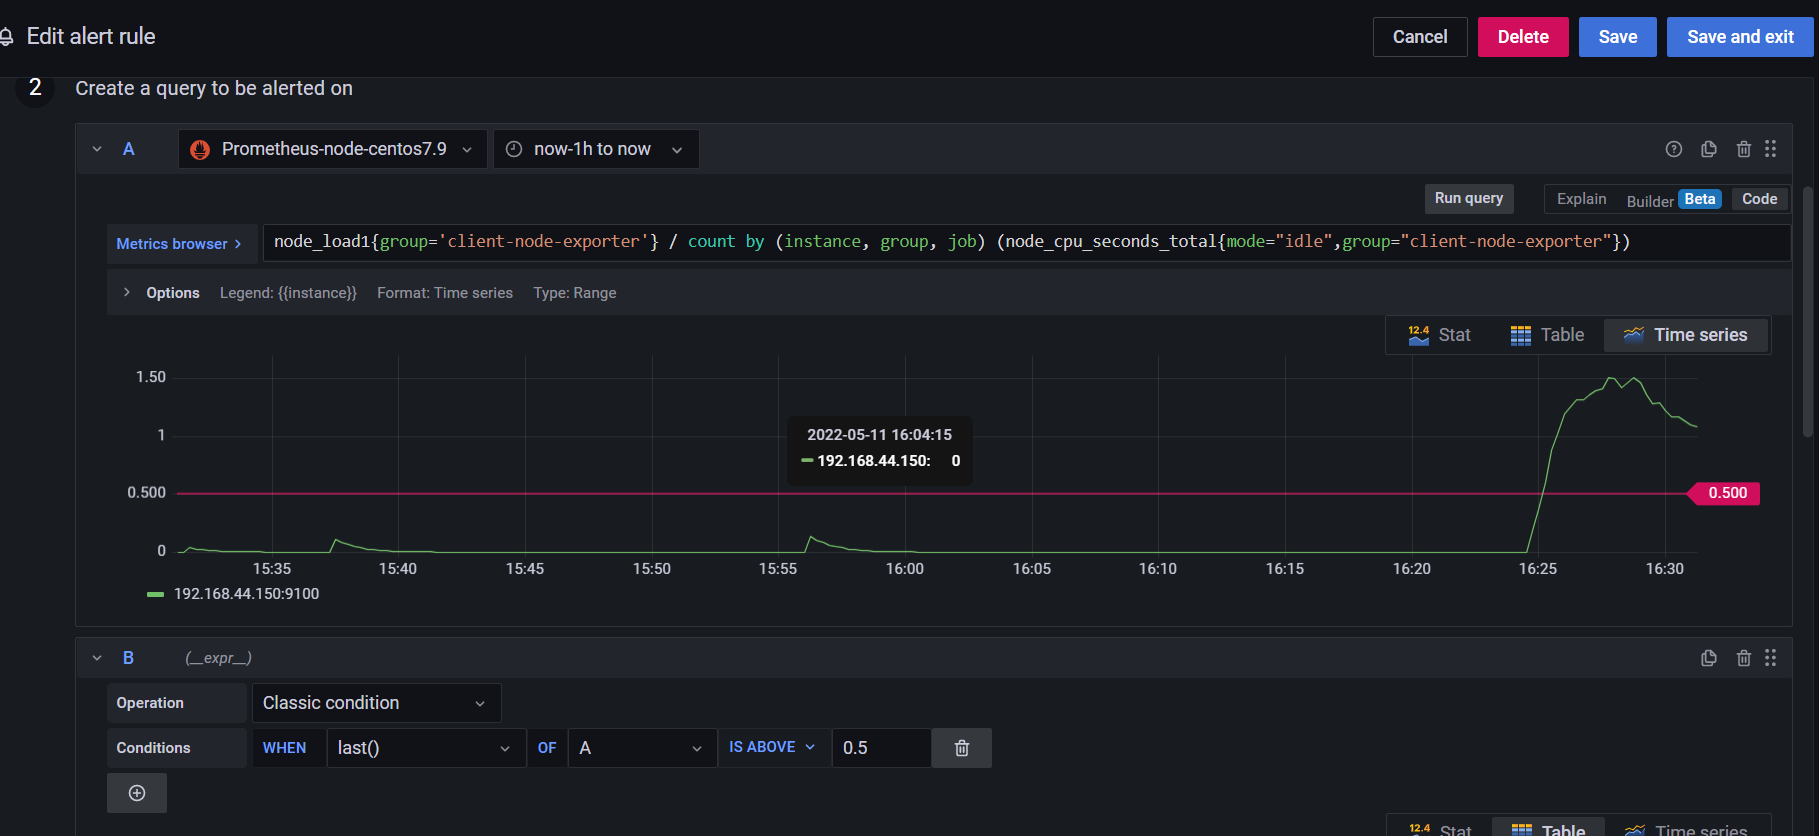 Edit alert rule
Cancel
Delete
Save
Save and exit
2
Create a query to be alerted on
A
Prometheus-node-centos7.9
now-1h to now
Run query
Explain
Builder Beta
Code
Metrics browser >
node_load1{group='client-node-exporter'} / count by (instance, group, job) (node_cpu_seconds_total{mode="idle",group="client-node-exporter"})
> Options Legend: {{instance}} Format: Time series Type: Range
12.4 Stat
Table
Time series
1.50
1
0.500
0
2022-05-11 16:04:15
192.168.44.150: 0
0.500
15:35 15:40 15:45 15:50 15:55 16:00 16:05 16:10 16:15 16:20 16:25 16:30
192.168.44.150:9100
B
(__expr__)
Operation
Classic condition
Conditions
WHEN
last()
OF
A
IS ABOVE
0.5
12.4 Stat
Table
Time series